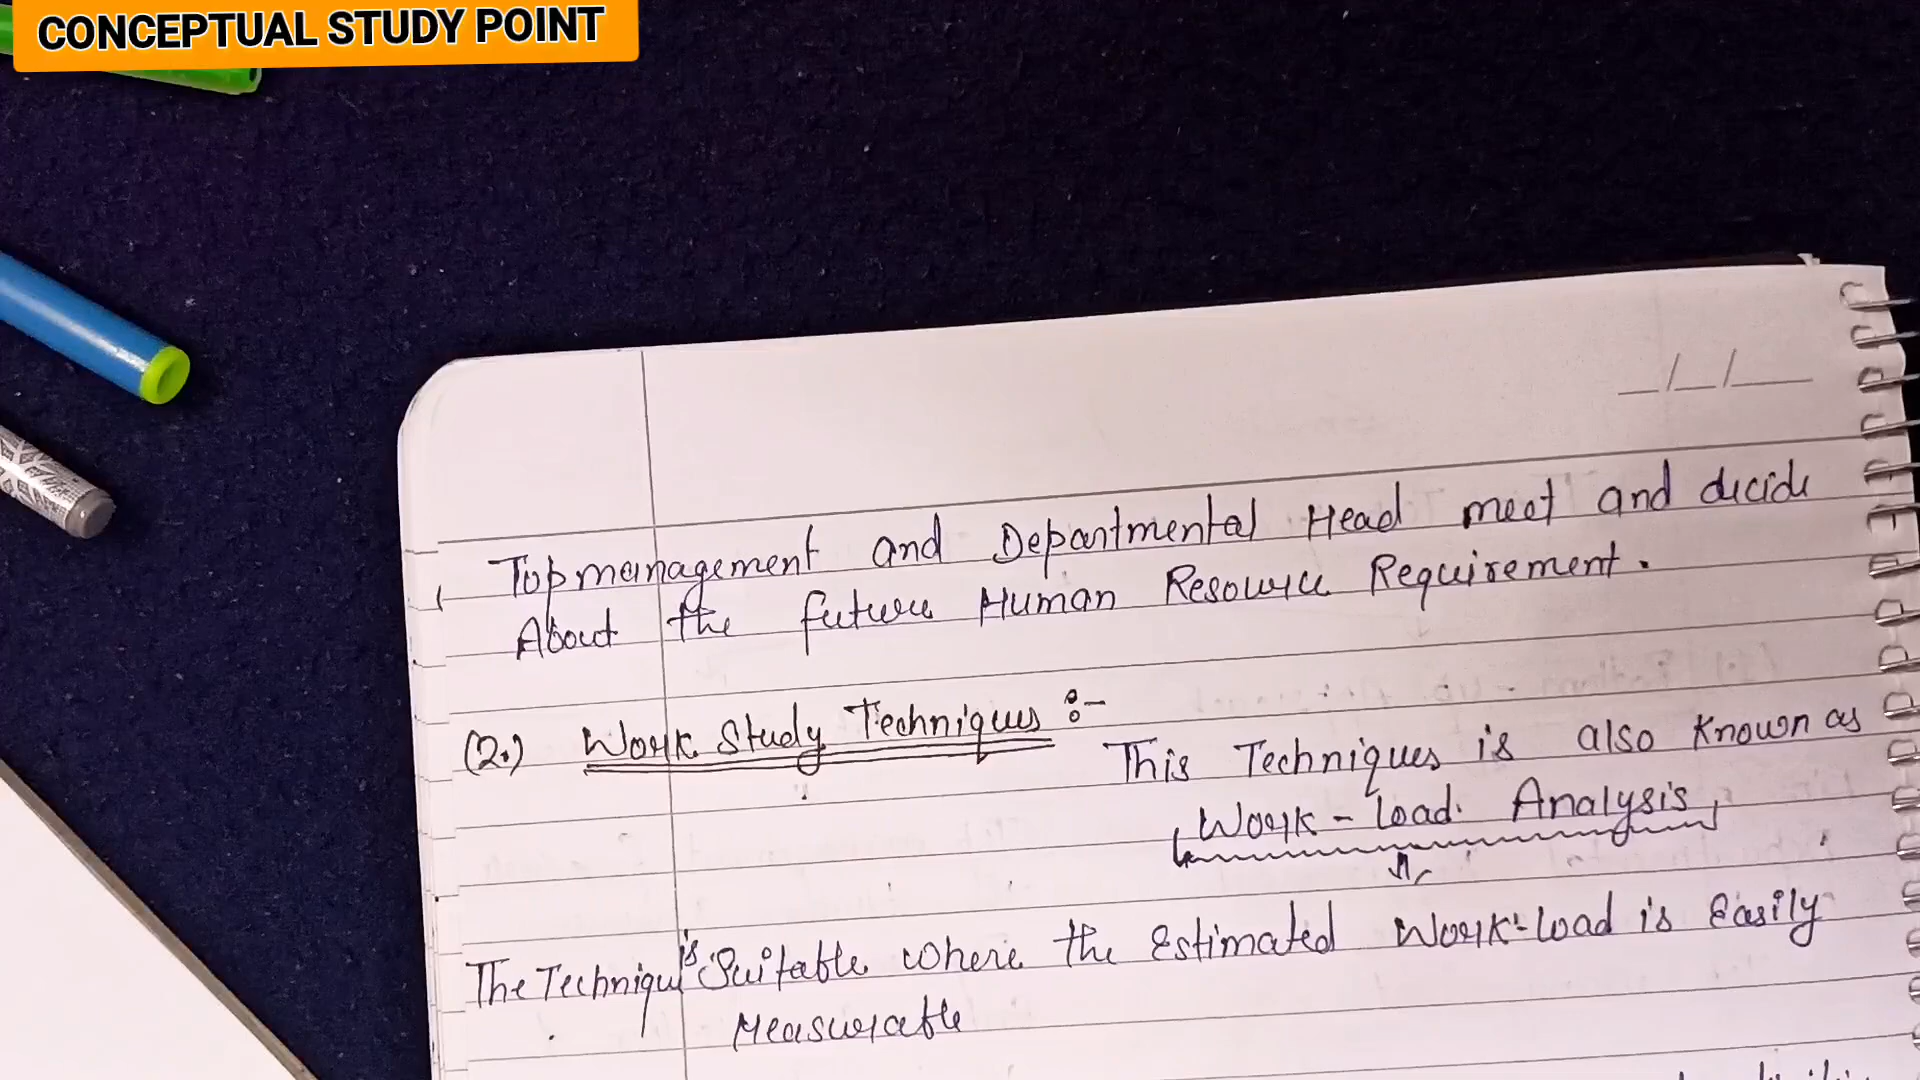 CONCEPTUAL STUDY POINT
Top management and Departmental Head meet and decide
About the future Human Resource Requirement.
(2.) Work Study Techniques :-
This Techniques is also known as
Work-load Analysis
The Technique is Suitable where the Estimated Work-load is Easily
Measurable